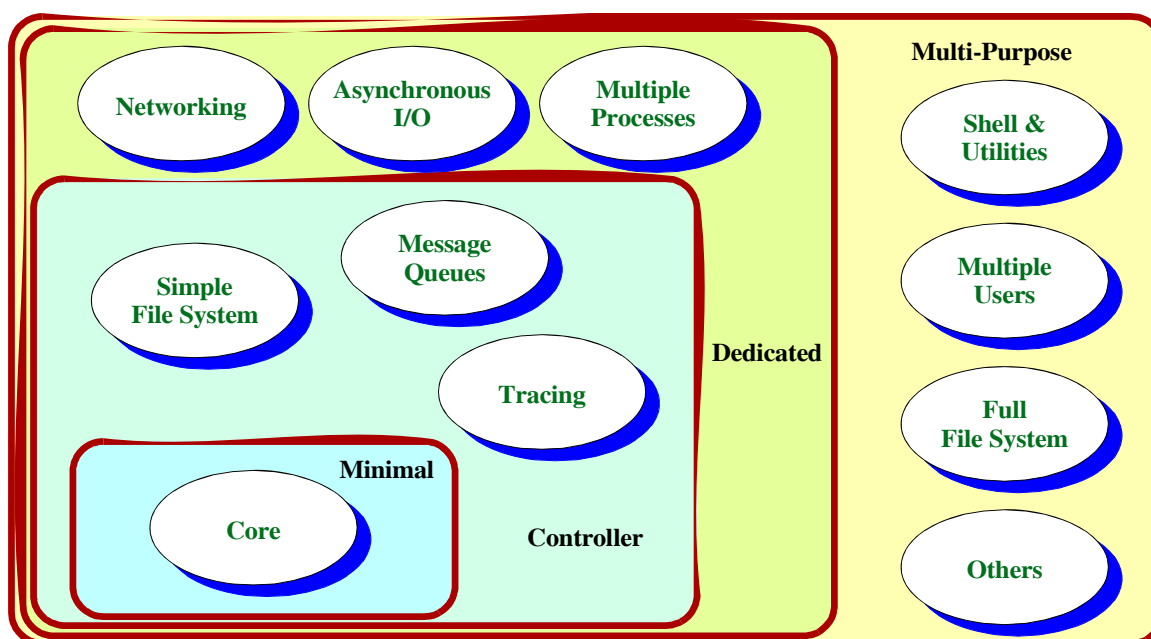 Multi-Purpose
Networking
Asynchronous
I/O
Multiple
Processes
Shell &
Utilities
Message
Queues
Simple
File System
Multiple
Users
Dedicated
Tracing
Full
File System
Minimal
Core
Controller
Others